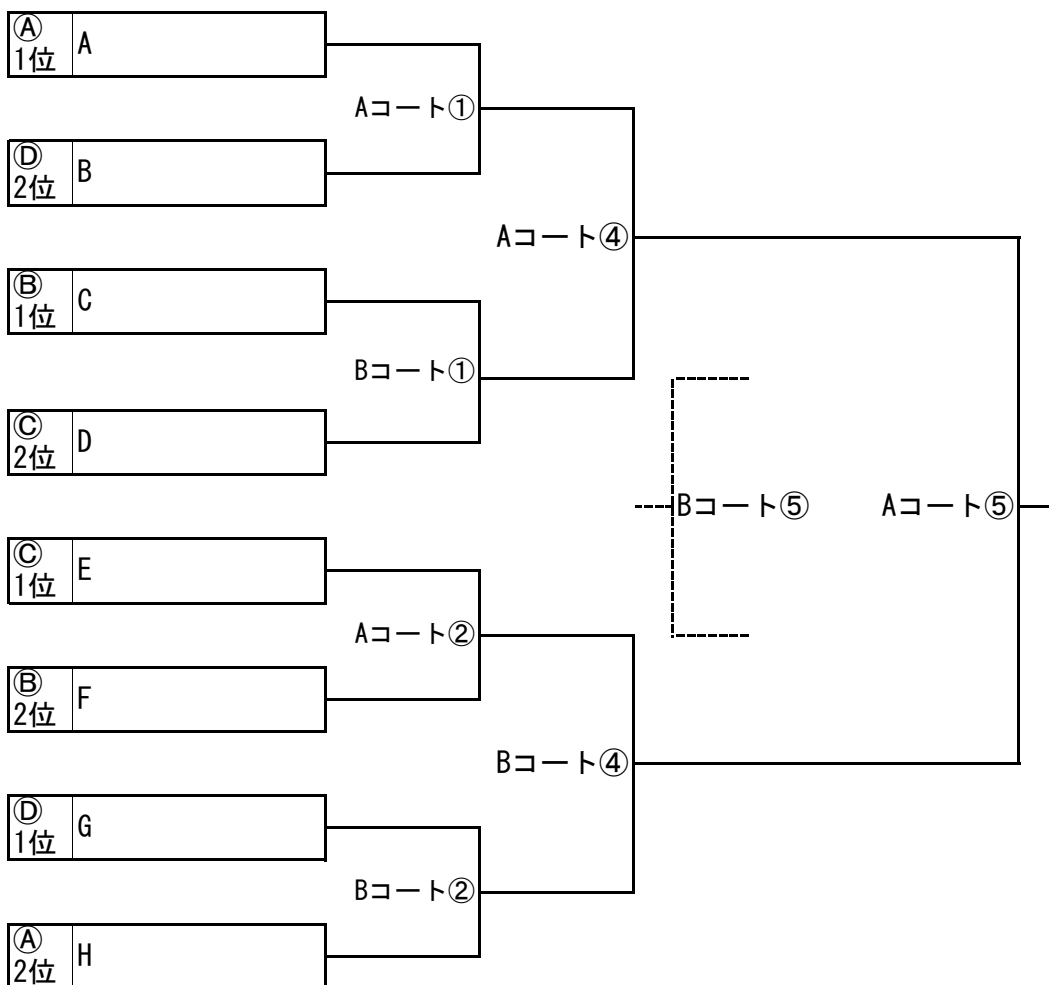 Ⓐ
1位 A
Aコート①
Ⓓ
2位 B
Aコート④
Ⓑ
1位 C
Bコート①
Ⓒ
2位 D
Bコート⑤ Aコート⑤
Ⓒ
1位 E
Aコート②
Ⓑ
2位 F
Bコート④
Ⓓ
1位 G
Bコート②
Ⓐ
2位 H